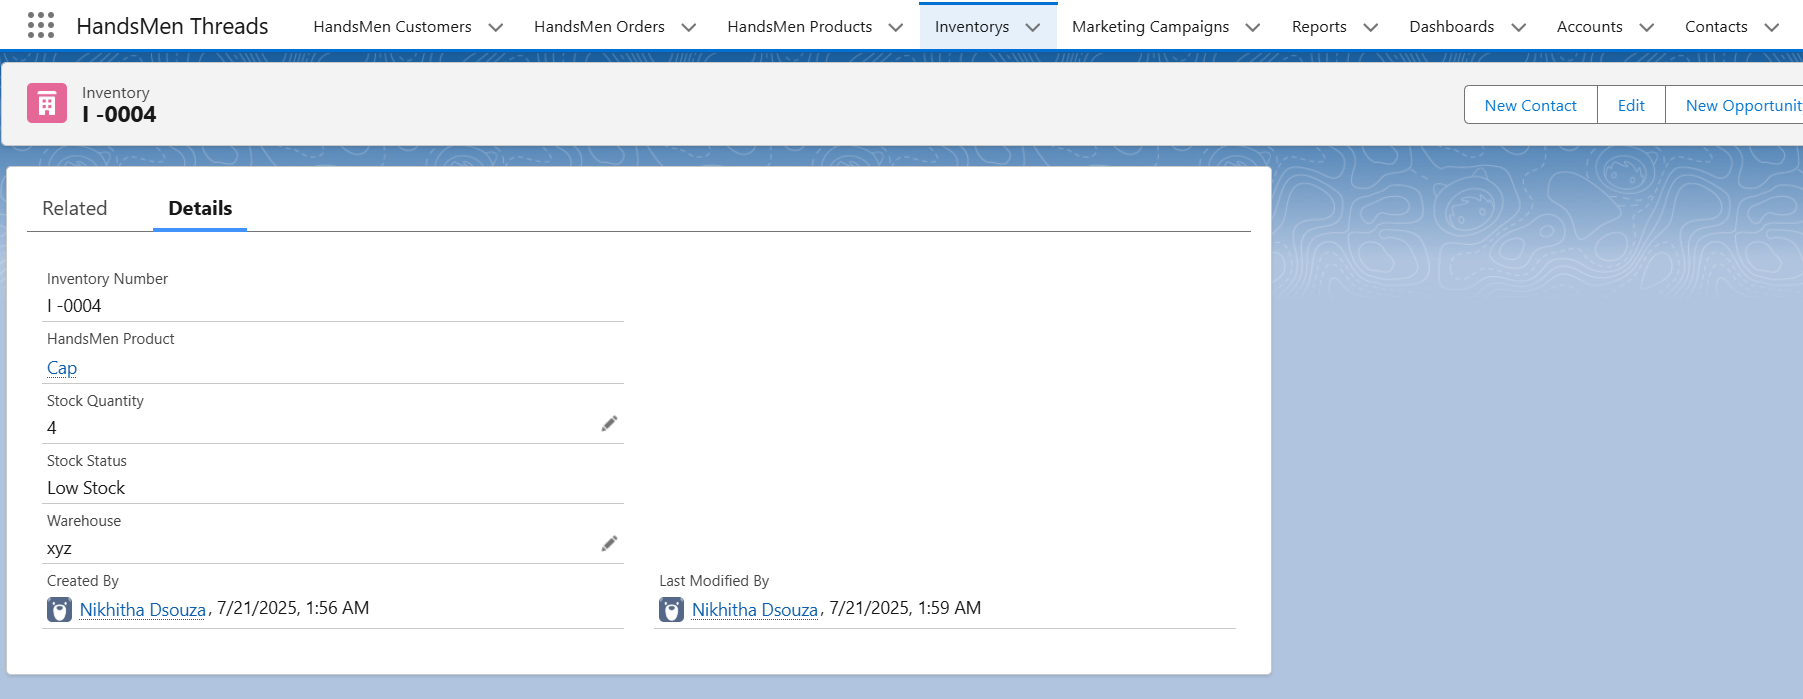 HandsMen Threads HandsMen Customers HandsMen Orders HandsMen Products Inventorys Marketing Campaigns Reports Dashboards Accounts Contacts
Inventory
I -0004
New Contact Edit New Opportunit
Related Details
Inventory Number
I -0004
HandsMen Product
Cap
Stock Quantity
4
Stock Status
Low Stock
Warehouse
xyz
Created By Last Modified By
Nikhitha Dsouza, 7/21/2025, 1:56 AM Nikhitha Dsouza, 7/21/2025, 1:59 AM